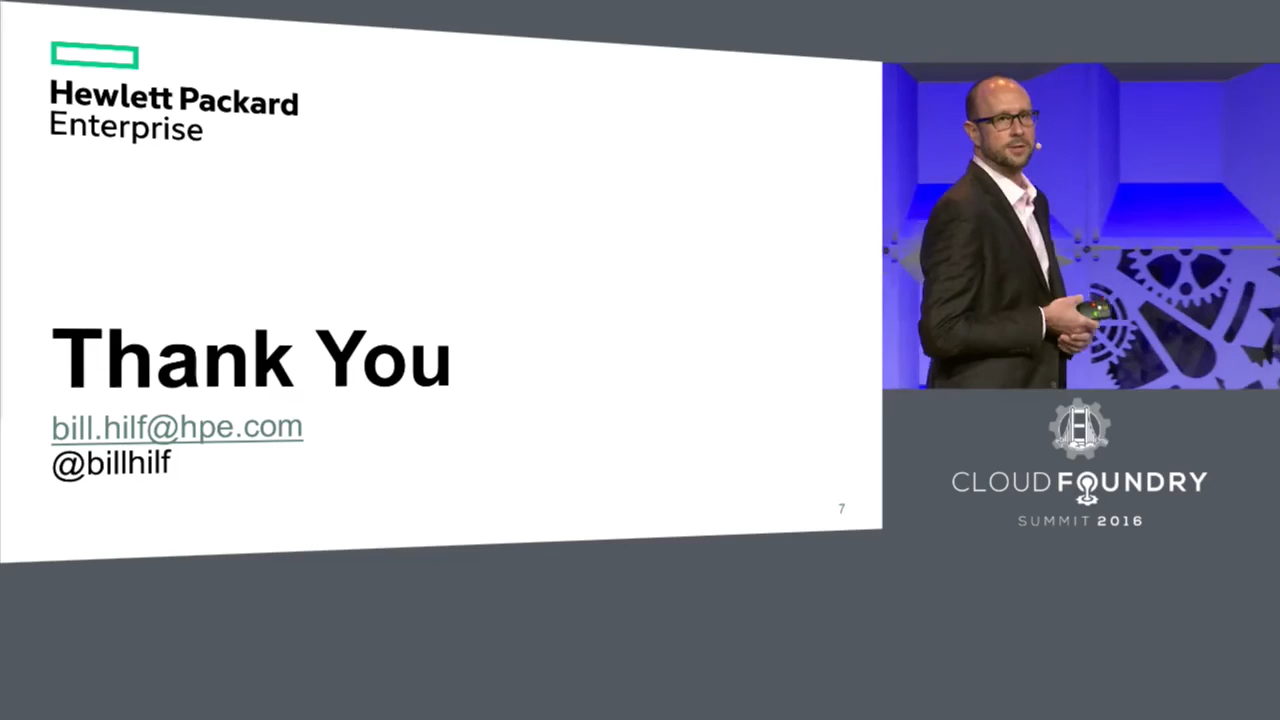 Hewlett Packard
Enterprise
Thank You
bill.hilf@hpe.com
@billhilf
7
CLOUD FOUNDRY
SUMMIT 2016